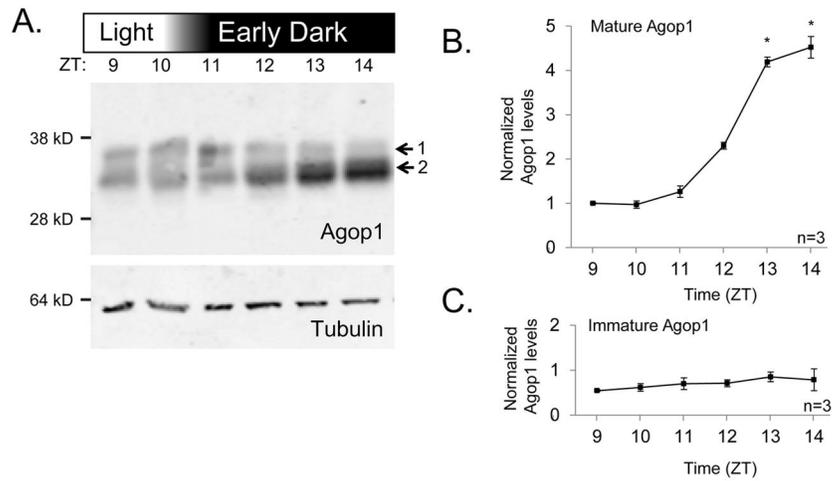 A.
Light Early Dark
ZT: 9 10 11 12 13 14
38 kD
1
2
28 kD
Agop1
64 kD
Tubulin
B.
Mature Agop1
Normalized
Agop1 levels
5
4
3
2
1
0
* *
n=3
9 10 11 12 13 14
Time (ZT)
C.
Immature Agop1
Normalized
Agop1 levels
2
1
0
n=3
9 10 11 12 13 14
Time (ZT)